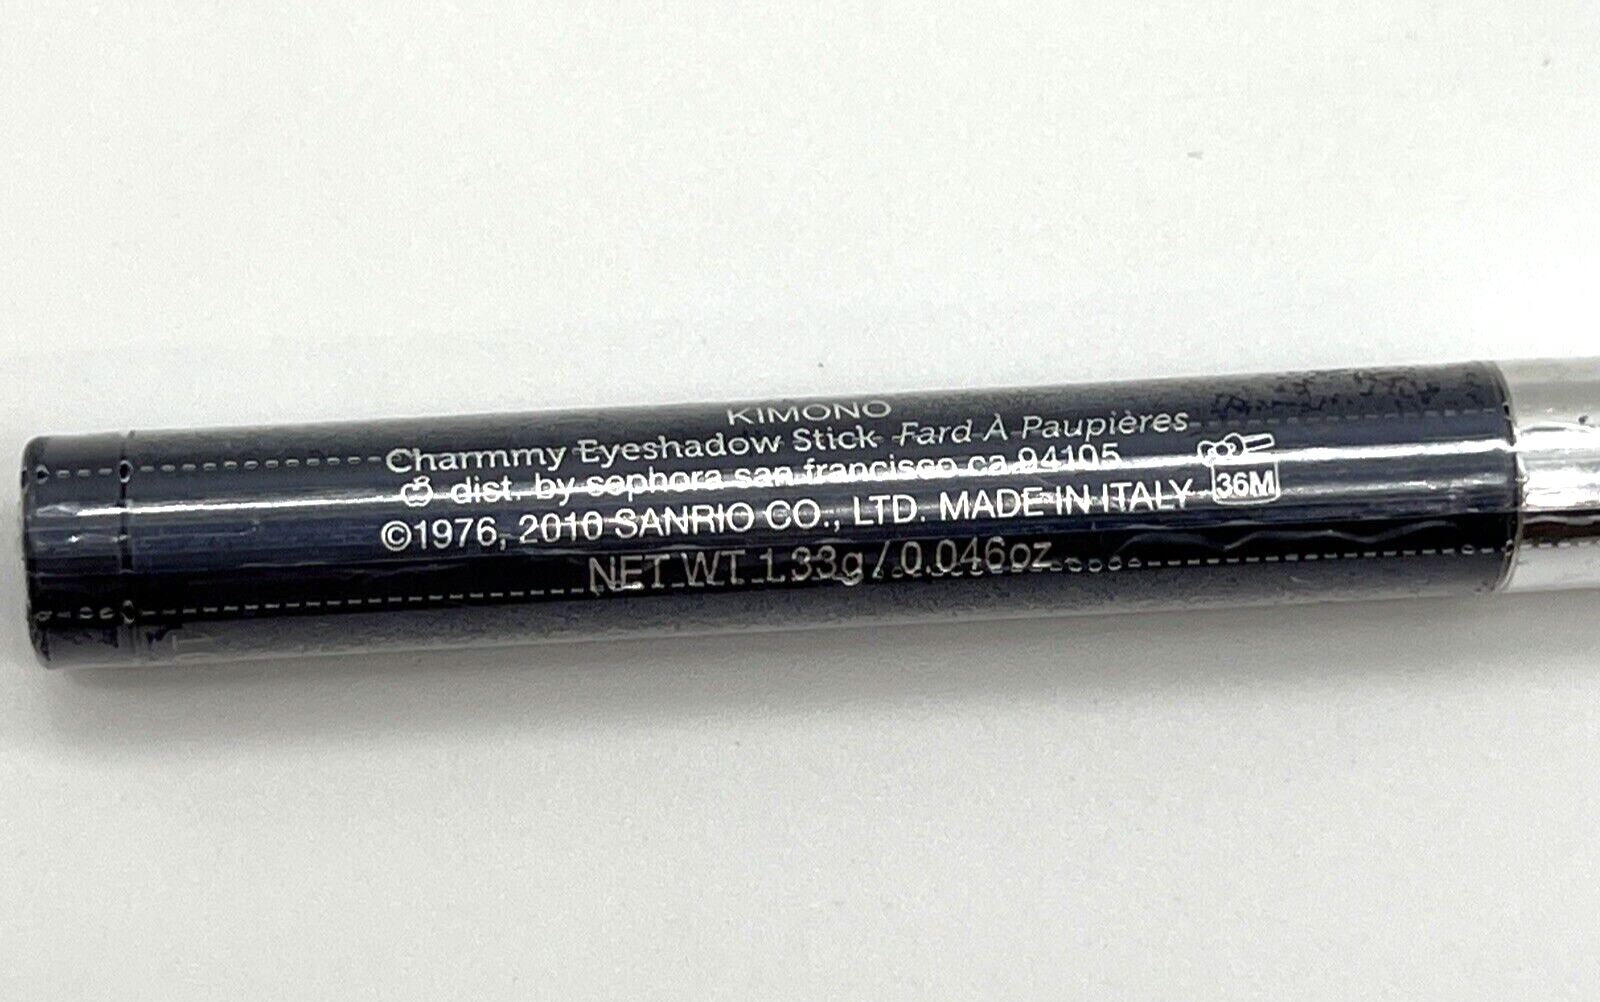 KIMONO
Charmmy Eyeshadow Stick Fard À Paupières
dist. by sephora san francisco ca 94105
©1976, 2010 SANRIO CO., LTD. MADE IN ITALY 36M
NET WT 1.33g / 0.046oz